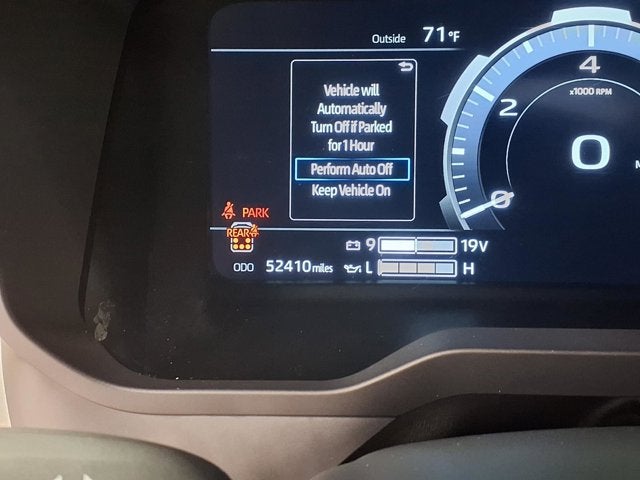 Outside 71°F
4
x1000 RPM
2
Vehicle will
Automatically
Turn Off if Parked
for 1 Hour
Perform Auto Off
Keep Vehicle On
0
0
M
PARK
REAR
9 19V
ODO 52410 miles
L H